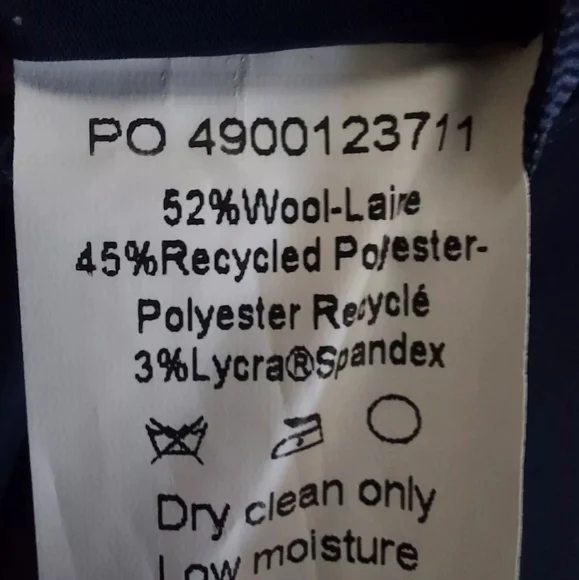 PO 4900123711
52%Wool-Laine
45%Recycled Polyester-
Polyester Recyclé
3%Lycra®Spandex
Dry clean only
Low moisture